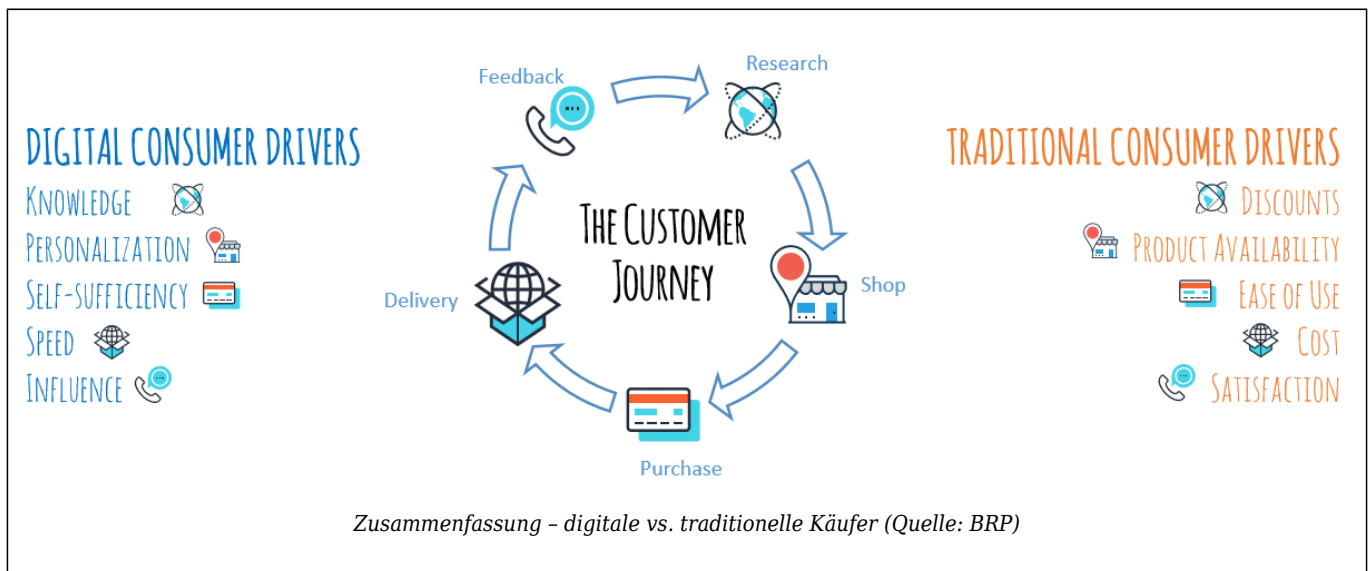 Feedback
Research
DIGITAL CONSUMER DRIVERS
KNOWLEDGE
PERSONALIZATION
SELF-SUFFICIENCY
SPEED
INFLUENCE
THE CUSTOMER
JOURNEY
Delivery
Shop
Purchase
TRADITIONAL CONSUMER DRIVERS
DISCOUNTS
PRODUCT AVAILABILITY
EASE OF USE
COST
SATISFACTION
Zusammenfassung – digitale vs. traditionelle Käufer (Quelle: BRP)